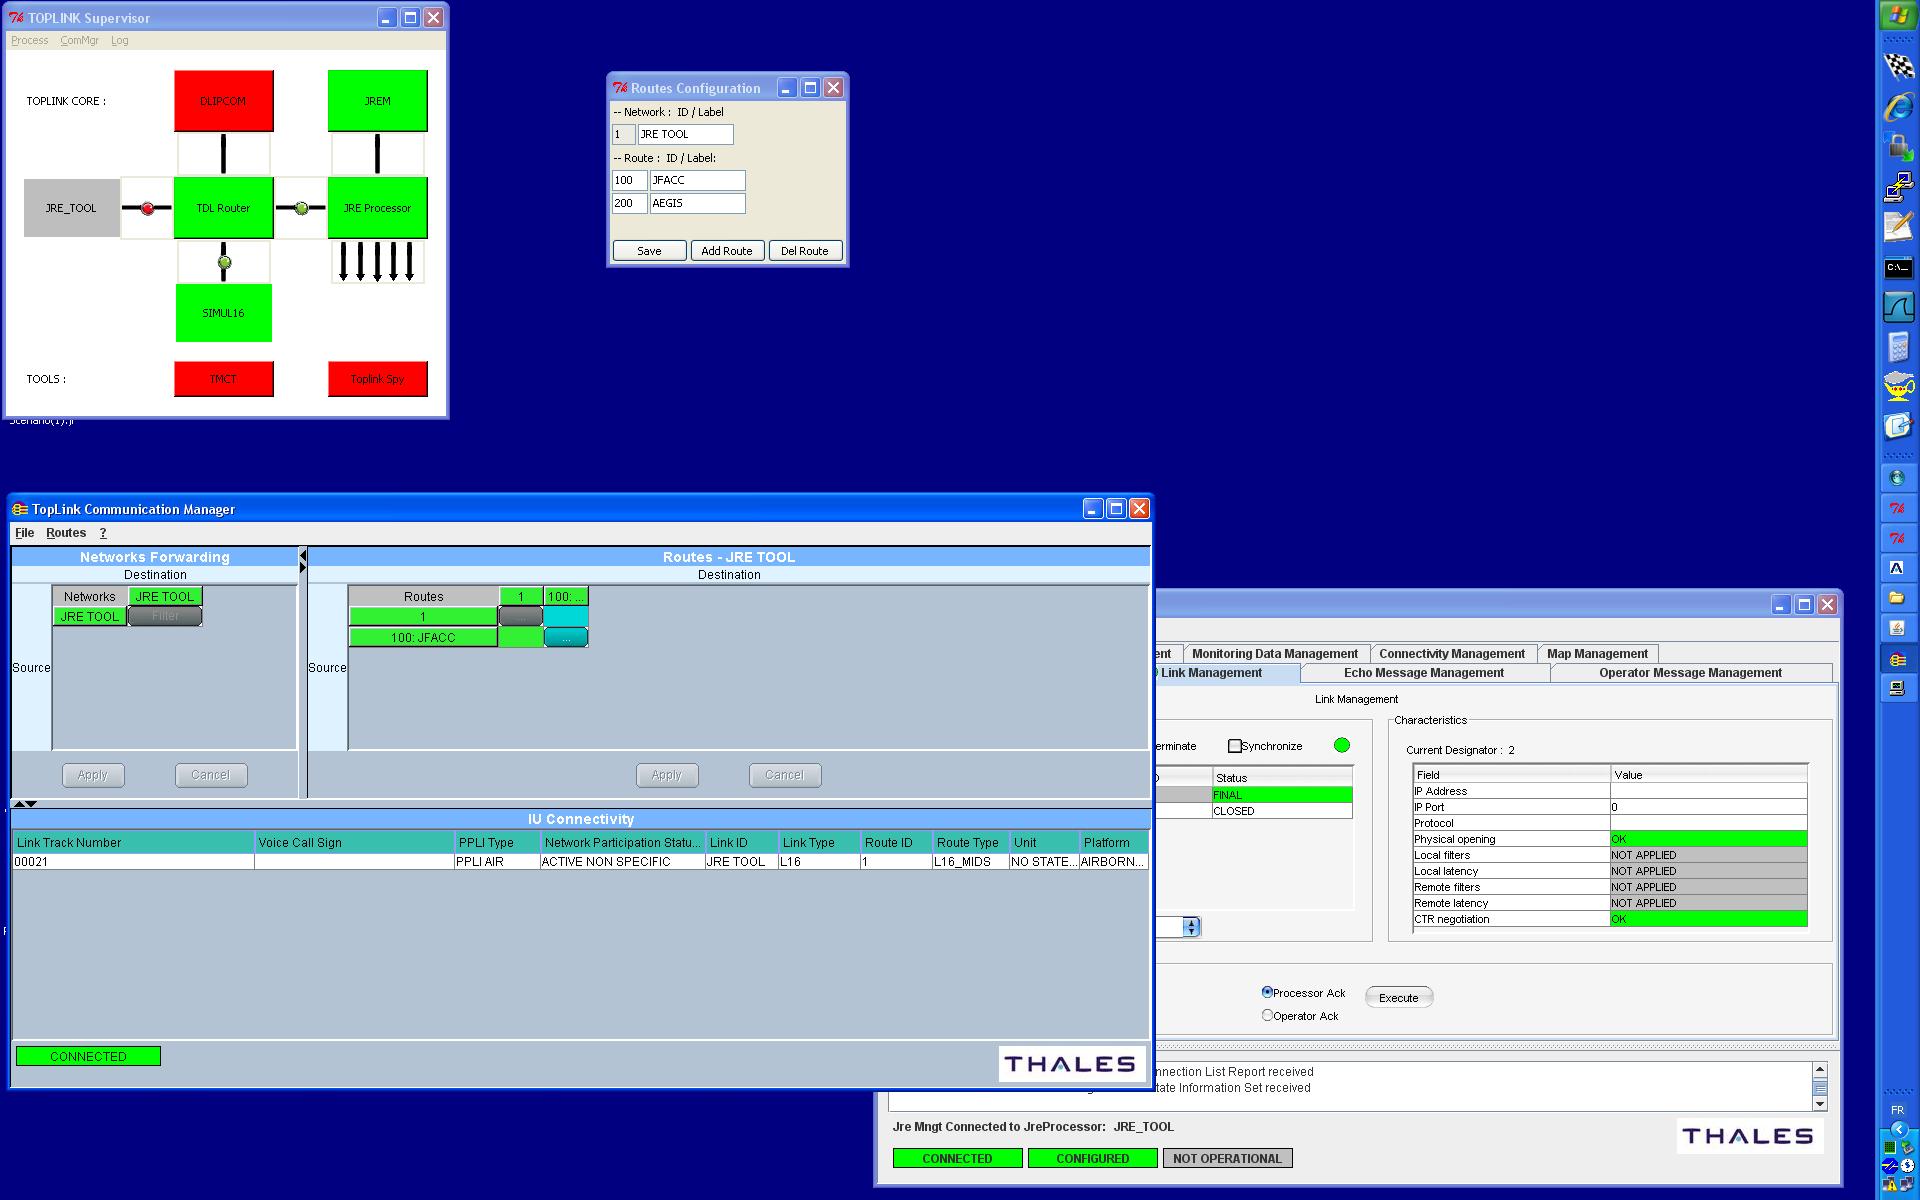 TOPLINK Supervisor
Process ComMgr Log
TOPLINK CORE :
DLIPCOM
JREM
JRE_TOOL
TDL Router
JRE Processor
SIMUL16
TOOLS :
TMCT
Toplink Spy
Scenario(1).jr
Routes Configuration
-- Network : ID / Label
1 JRE TOOL
-- Route : ID / Label:
100 JFACC
200 AEGIS
Save Add Route Del Route
TopLink Communication Manager
File Routes ?
Networks Forwarding
Destination
Networks JRE TOOL
JRE TOOL Filter
Source
Apply Cancel
Routes - JRE TOOL
Destination
Routes 1 100: ...
1 ...
100: JFACC ...
Source
Apply Cancel
IU Connectivity
Link Track Number Voice Call Sign PPLI Type Network Participation Statu... Link ID Link Type Route ID Route Type Unit Platform
00021 PPLI AIR ACTIVE NON SPECIFIC JRE TOOL L16 1 L16_MIDS NO STATE... AIRBORN...
CONNECTED
THALES
ent Monitoring Data Management Connectivity Management Map Management
Link Management Echo Message Management Operator Message Management
Link Management
erminate Synchronize
Status
FINAL
CLOSED
Characteristics
Current Designator : 2
Field Value
IP Address
IP Port 0
Protocol
Physical opening OK
Local filters NOT APPLIED
Local latency NOT APPLIED
Remote filters NOT APPLIED
Remote latency NOT APPLIED
CTR negotiation OK
Processor Ack
Operator Ack
Execute
nnection List Report received
tate Information Set received
Jre Mngt Connected to JreProcessor: JRE_TOOL
CONNECTED CONFIGURED NOT OPERATIONAL
THALES
C:\_
FR